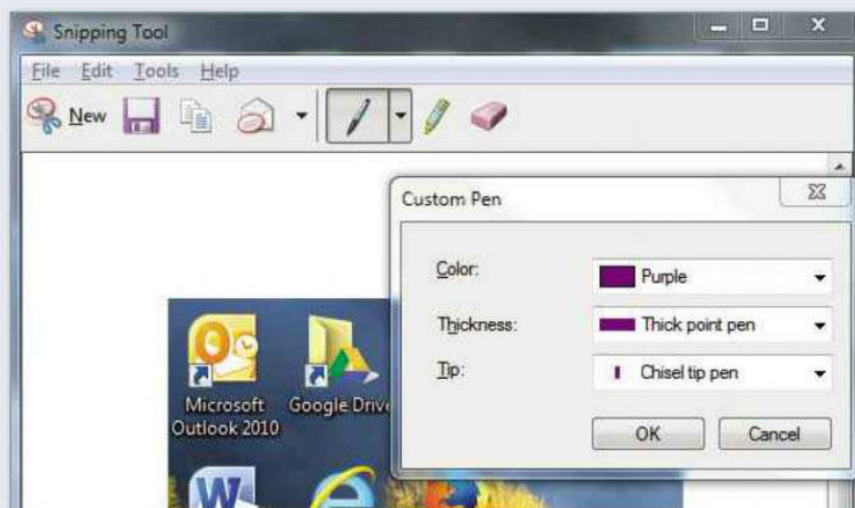 Snipping Tool
File Edit Tools Help
New
Custom Pen
Color: Purple
Thickness: Thick point pen
Tip: Chisel tip pen
OK Cancel
Microsoft Outlook 2010
Google Drive